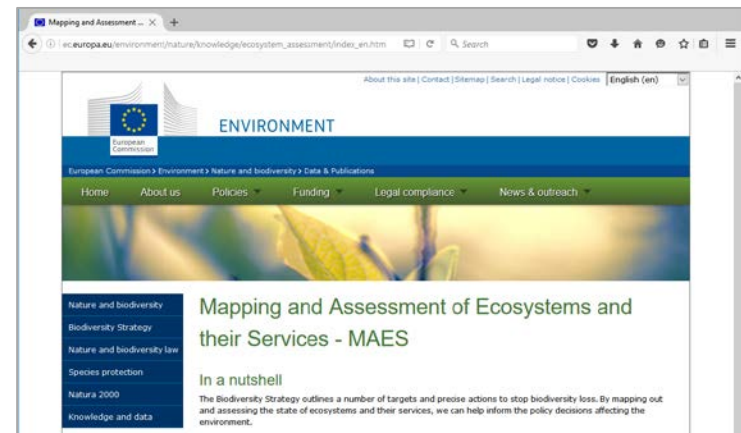 Mapping and Assessment ...
ec.europa.eu/environment/nature/knowledge/ecosystem_assessment/index_en.htm
Search
About this site | Contact | Sitemap | Search | Legal notice | Cookies English (en)
European
Commission
ENVIRONMENT
European Commission > Environment > Nature and biodiversity > Data & Publications
Home About us Policies Funding Legal compliance News & outreach
Nature and biodiversity
Biodiversity Strategy
Nature and biodiversity law
Species protection
Natura 2000
Knowledge and data
Mapping and Assessment of Ecosystems and
their Services - MAES
In a nutshell
The Biodiversity Strategy outlines a number of targets and precise actions to stop biodiversity loss. By mapping out
and assessing the state of ecosystems and their services, we can help inform the policy decisions affecting the
environment.